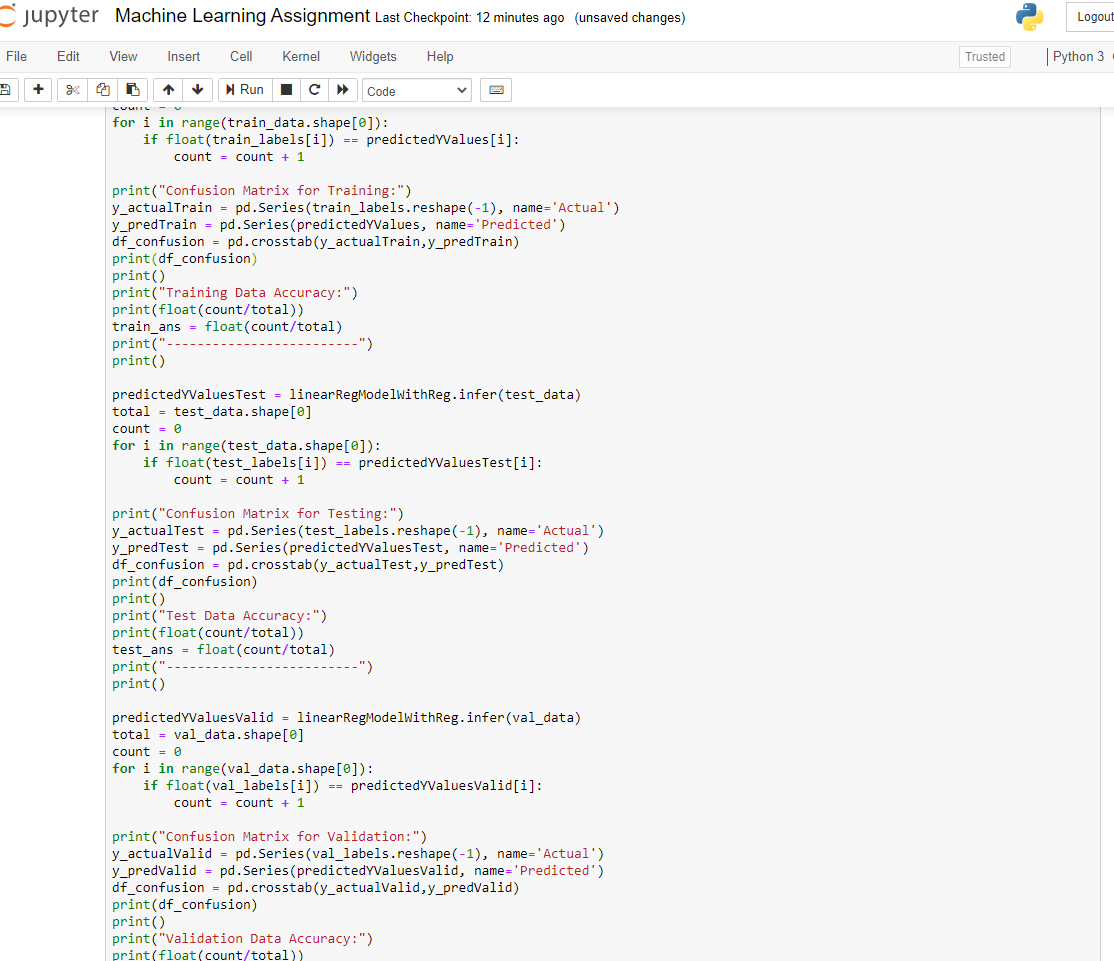 jupyter Machine Learning Assignment Last Checkpoint: 12 minutes ago (unsaved changes) Logout
File Edit View Insert Cell Kernel Widgets Help Trusted Python 3
Run Code
count = 0
for i in range(train_data.shape[0]):
    if float(train_labels[i]) == predictedYValues[i]:
        count = count + 1
print("Confusion Matrix for Training:")
y_actualTrain = pd.Series(train_labels.reshape(-1), name='Actual')
y_predTrain = pd.Series(predictedYValues, name='Predicted')
df_confusion = pd.crosstab(y_actualTrain,y_predTrain)
print(df_confusion)
print()
print("Training Data Accuracy:")
print(float(count/total))
train_ans = float(count/total)
print("-------------------------")
print()
predictedYValuesTest = linearRegModelWithReg.infer(test_data)
total = test_data.shape[0]
count = 0
for i in range(test_data.shape[0]):
    if float(test_labels[i]) == predictedYValuesTest[i]:
        count = count + 1
print("Confusion Matrix for Testing:")
y_actualTest = pd.Series(test_labels.reshape(-1), name='Actual')
y_predTest = pd.Series(predictedYValuesTest, name='Predicted')
df_confusion = pd.crosstab(y_actualTest,y_predTest)
print(df_confusion)
print()
print("Test Data Accuracy:")
print(float(count/total))
test_ans = float(count/total)
print("-------------------------")
print()
predictedYValuesValid = linearRegModelWithReg.infer(val_data)
total = val_data.shape[0]
count = 0
for i in range(val_data.shape[0]):
    if float(val_labels[i]) == predictedYValuesValid[i]:
        count = count + 1
print("Confusion Matrix for Validation:")
y_actualValid = pd.Series(val_labels.reshape(-1), name='Actual')
y_predValid = pd.Series(predictedYValuesValid, name='Predicted')
df_confusion = pd.crosstab(y_actualValid,y_predValid)
print(df_confusion)
print()
print("Validation Data Accuracy:")
print(float(count/total))